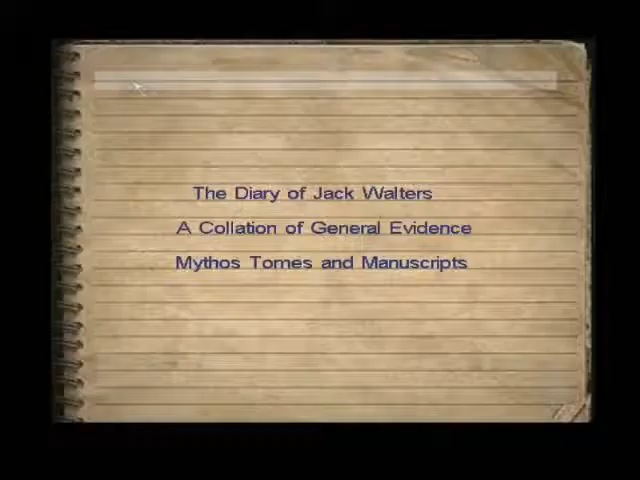 The Diary of Jack Walters
A Collation of General Evidence
Mythos Tomes and Manuscripts